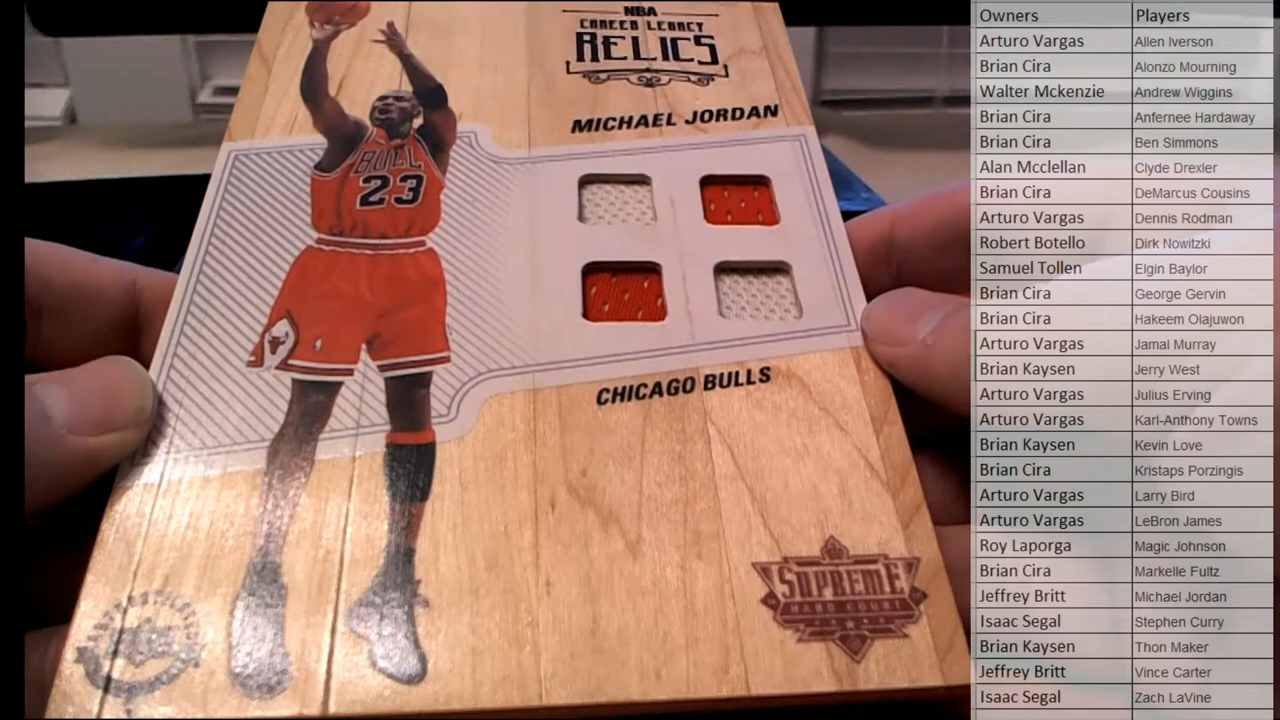 NBA
CAREER LEGACY
RELICS
MICHAEL JORDAN
BULL
23
CHICAGO BULLS
SUPREME
HARD COURT
Owners Players
Arturo Vargas Allen Iverson
Brian Cira Alonzo Mourning
Walter Mckenzie Andrew Wiggins
Brian Cira Anfernee Hardaway
Brian Cira Ben Simmons
Alan Mcclellan Clyde Drexler
Brian Cira DeMarcus Cousins
Arturo Vargas Dennis Rodman
Robert Botello Dirk Nowitzki
Samuel Tollen Elgin Baylor
Brian Cira George Gervin
Brian Cira Hakeem Olajuwon
Arturo Vargas Jamal Murray
Brian Kaysen Jerry West
Arturo Vargas Julius Erving
Arturo Vargas Karl-Anthony Towns
Brian Kaysen Kevin Love
Brian Cira Kristaps Porzingis
Arturo Vargas Larry Bird
Arturo Vargas LeBron James
Roy Laporga Magic Johnson
Brian Cira Markelle Fultz
Jeffrey Britt Michael Jordan
Isaac Segal Stephen Curry
Brian Kaysen Thon Maker
Jeffrey Britt Vince Carter
Isaac Segal Zach LaVine